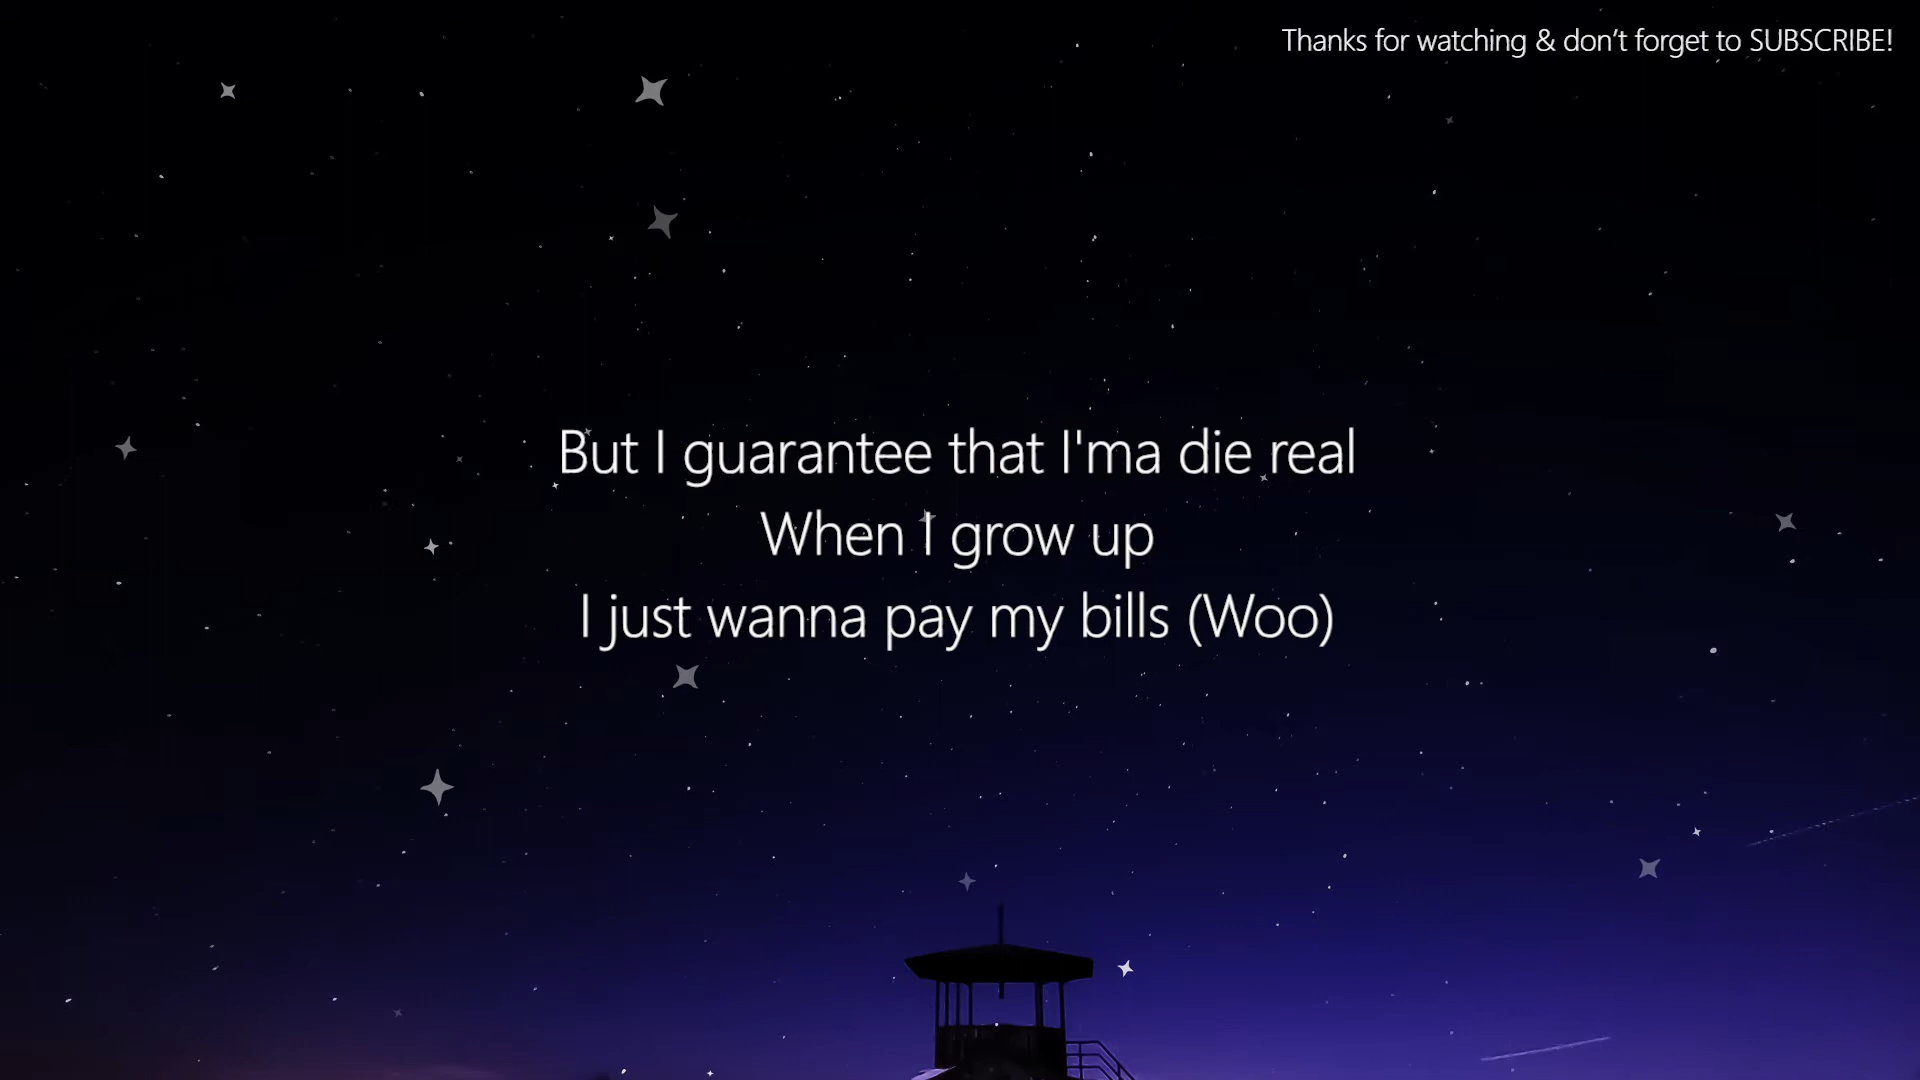 Thanks for watching & don’t forget to SUBSCRIBE!
But I guarantee that I'ma die real
When I grow up
I just wanna pay my bills (Woo)